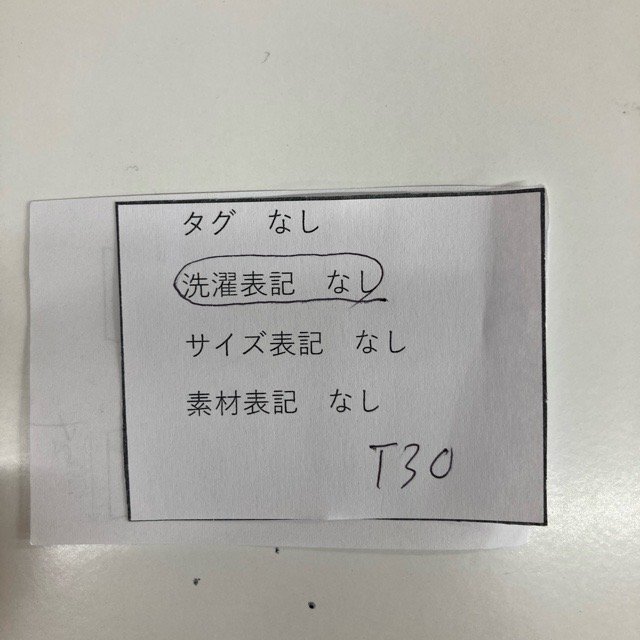 タグ　なし
洗濯表記　なし
サイズ表記　なし
素材表記　なし
T30